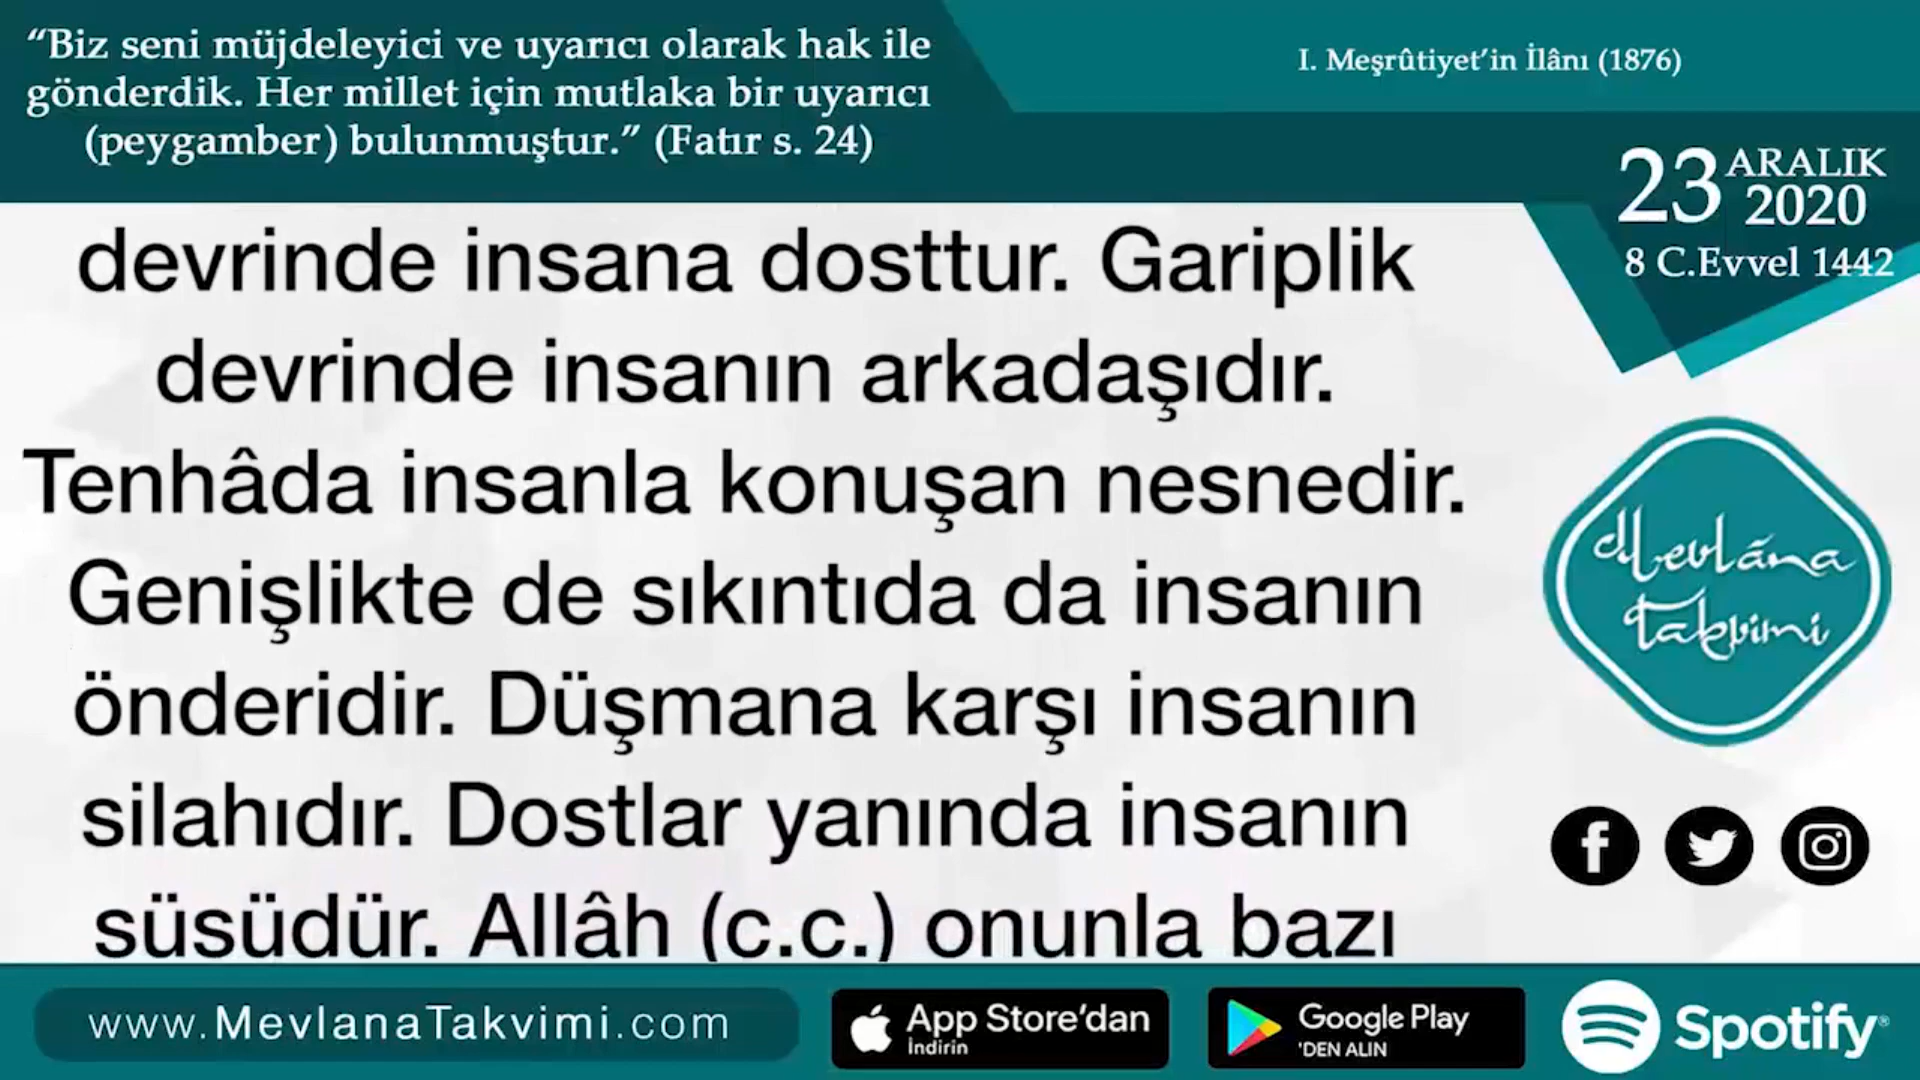 “Biz seni müjdeleyici ve uyarıcı olarak hak ile
gönderdik. Her millet için mutlaka bir uyarıcı
(peygamber) bulunmuştur.” (Fatır s. 24)
I. Meşrûtiyet’in İlânı (1876)
23 ARALIK
2020
8 C.Evvel 1442
devrinde insana dosttur. Gariplik
devrinde insanın arkadaşıdır.
Tenhâda insanla konuşan nesnedir.
Genişlikte de sıkıntıda da insanın
önderidir. Düşmana karşı insanın
silahıdır. Dostlar yanında insanın
süsüdür. Allâh (c.c.) onunla bazı
Mevlâna
Takvimi
www.MevlanaTakvimi.com
App Store’dan
İndirin
Google Play
'DEN ALIN
Spotify®